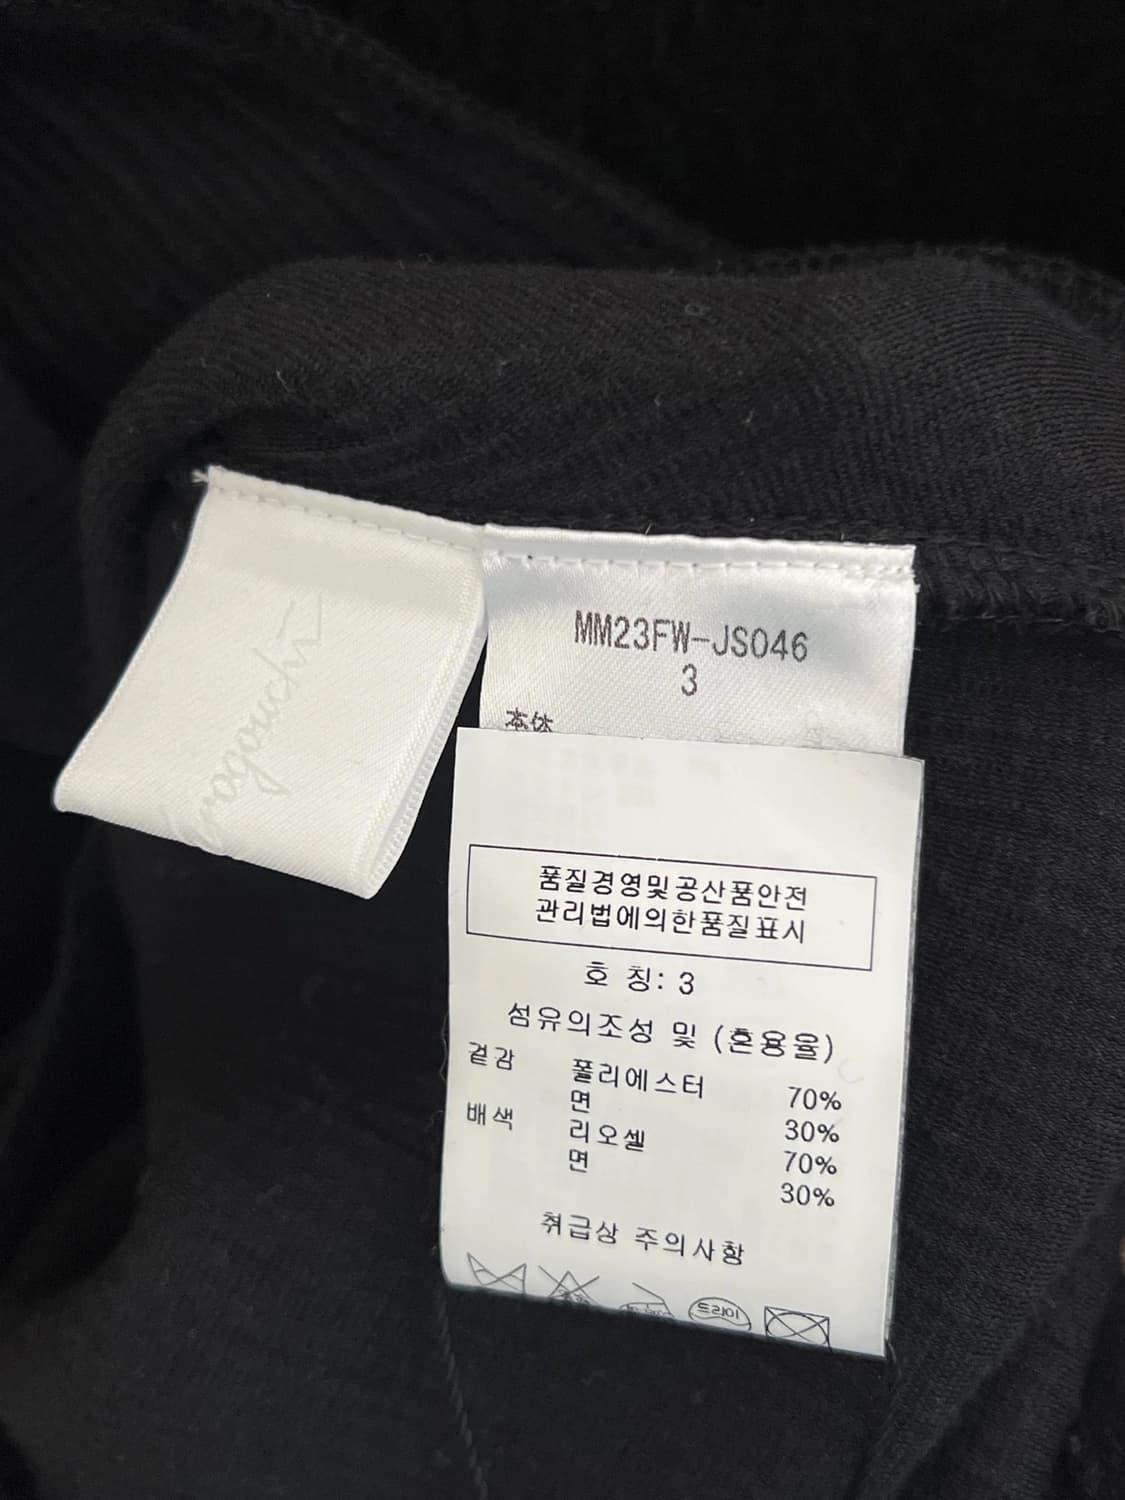 MM23FW-JS046
3
本体
품질경영및공산품안전
관리법에의한품질표시
호 칭: 3
섬유의조성 및 (혼용율)
겉감 폴리에스터 70%
면 30%
배색 리오셀 70%
면 30%
취급상 주의사항
드라이